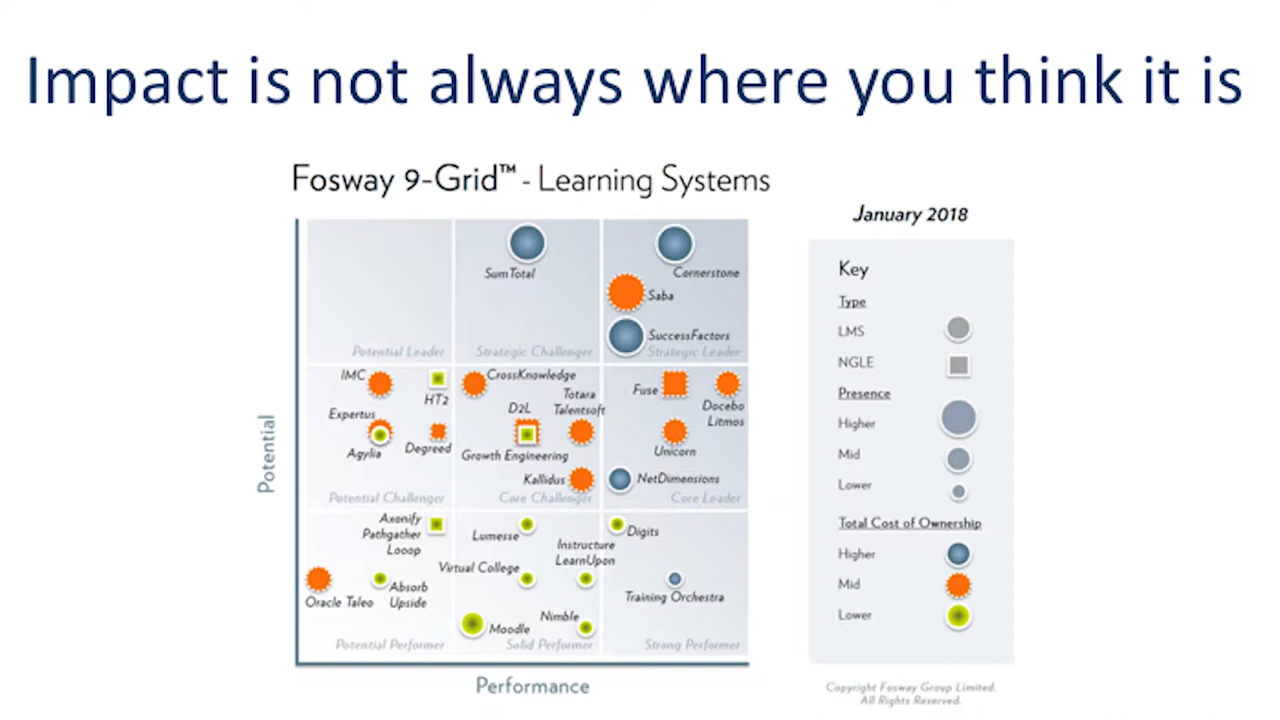 Impact is not always where you think it is
Fosway 9-Grid™ - Learning Systems
January 2018
SumTotal
Cornerstone
Saba
SuccessFactors
Potential Leader
Strategic Challenger
Strategic Leader
IMC
HT2
CrossKnowledge
Totara
Talentsoft
Fuse
Docebo
Litmos
Expertus
Agylia
Degreed
D2L
Growth Engineering
Unicorn
Kallidus
NetDimensions
Potential Challenger
Core Challenger
Core Leader
Axonify
Pathgather
Looop
Lumesse
Instructure
LearnUpon
Digits
Virtual College
Oracle Taleo
Absorb
Upside
Training Orchestra
Moodle
Nimble
Potential Performer
Solid Performer
Strong Performer
Potential
Performance
Key
Type
LMS
NGLE
Presence
Higher
Mid
Lower
Total Cost of Ownership
Higher
Mid
Lower
Copyright Fosway Group Limited.
All Rights Reserved.